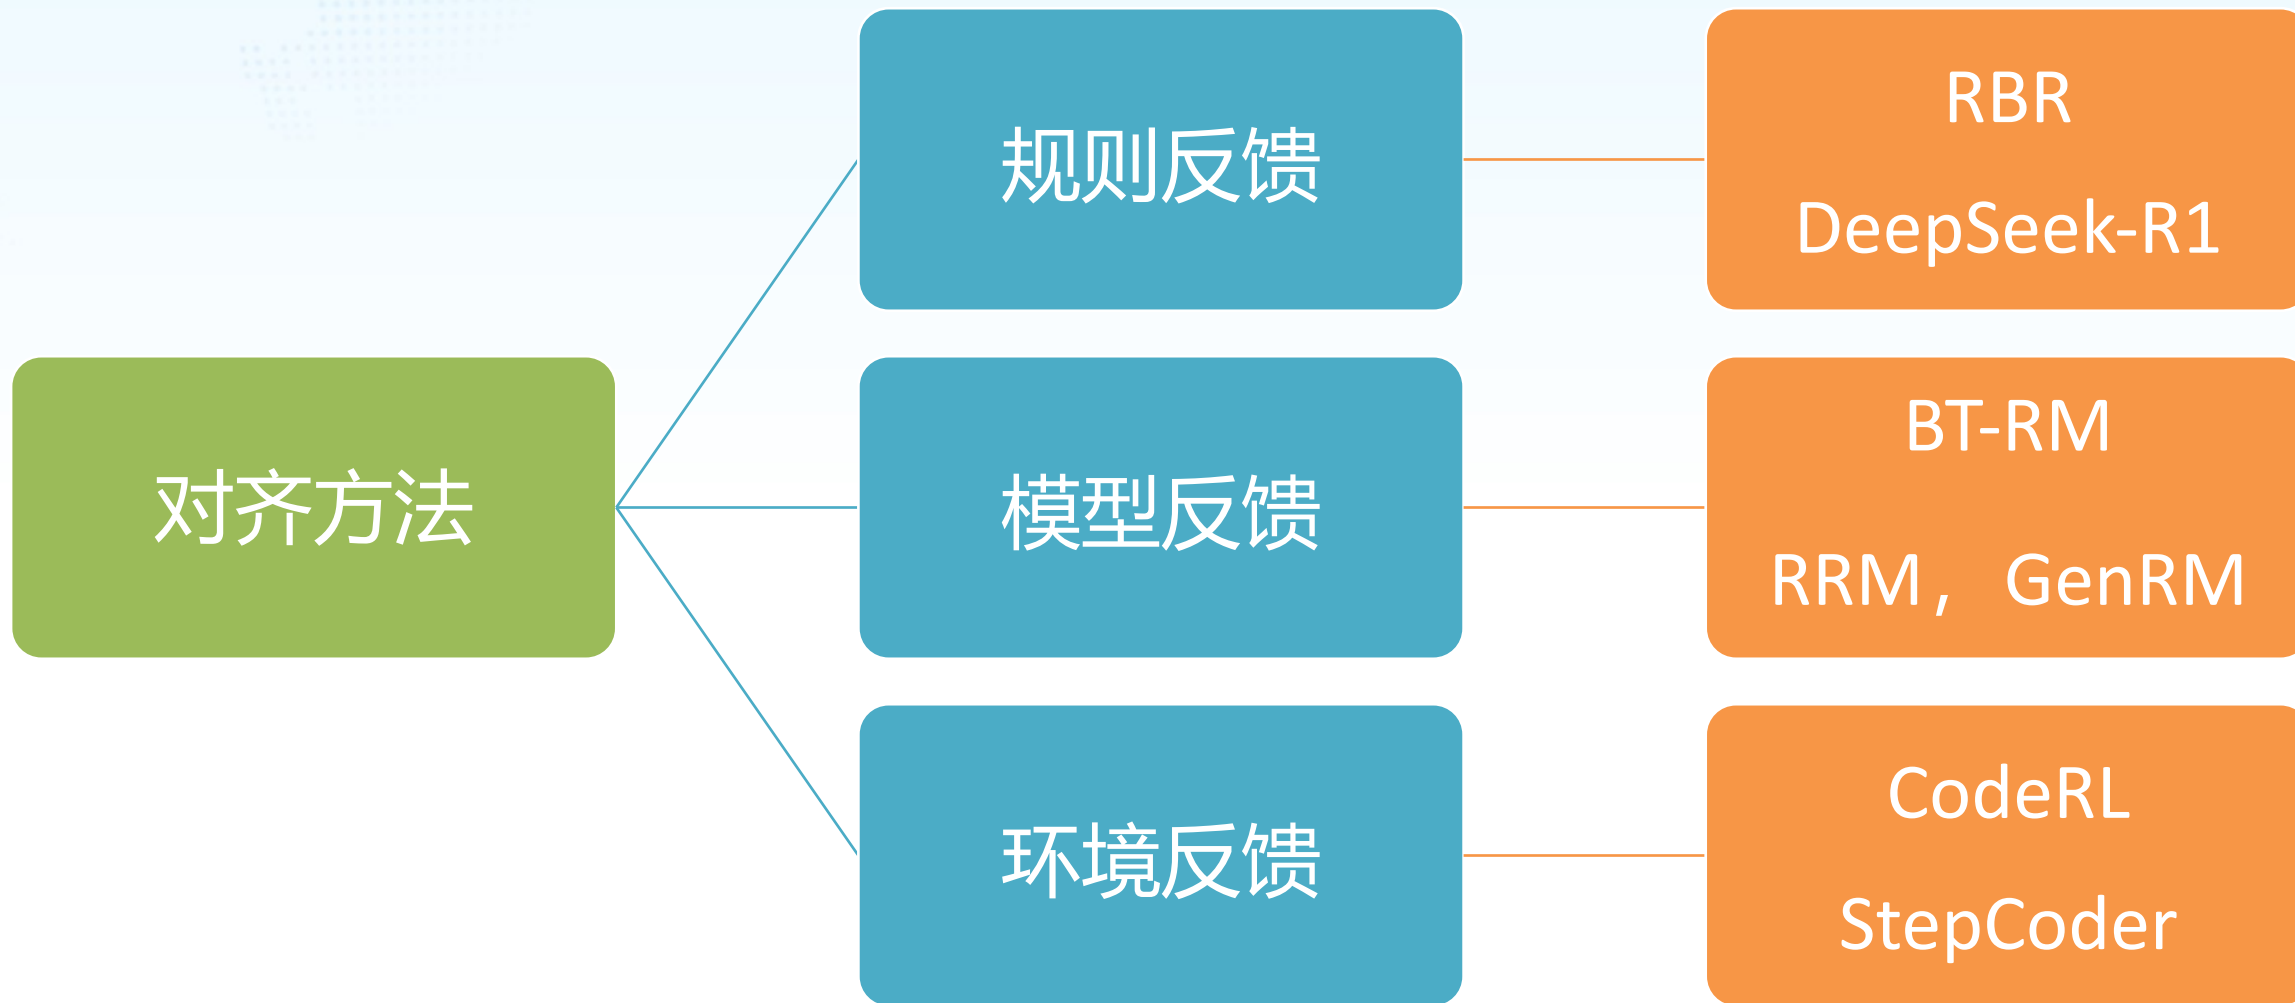 对齐方法
规则反馈
RBR
DeepSeek-R1
模型反馈
BT-RM
RRM，GenRM
环境反馈
CodeRL
StepCoder